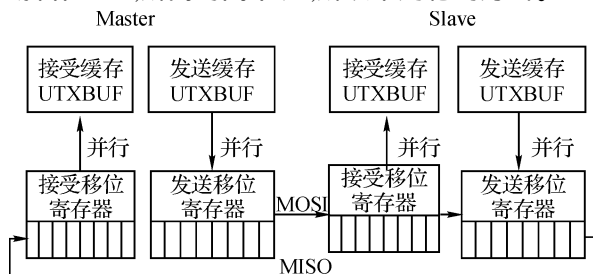 Master
Slave
接受缓存
UTXBUF
发送缓存
UTXBUF
接受缓存
UTXBUF
发送缓存
UTXBUF
并行
并行
并行
并行
接受移位
寄存器
发送移位
寄存器
MOSI
接受移位
寄存器
发送移位
寄存器
MISO